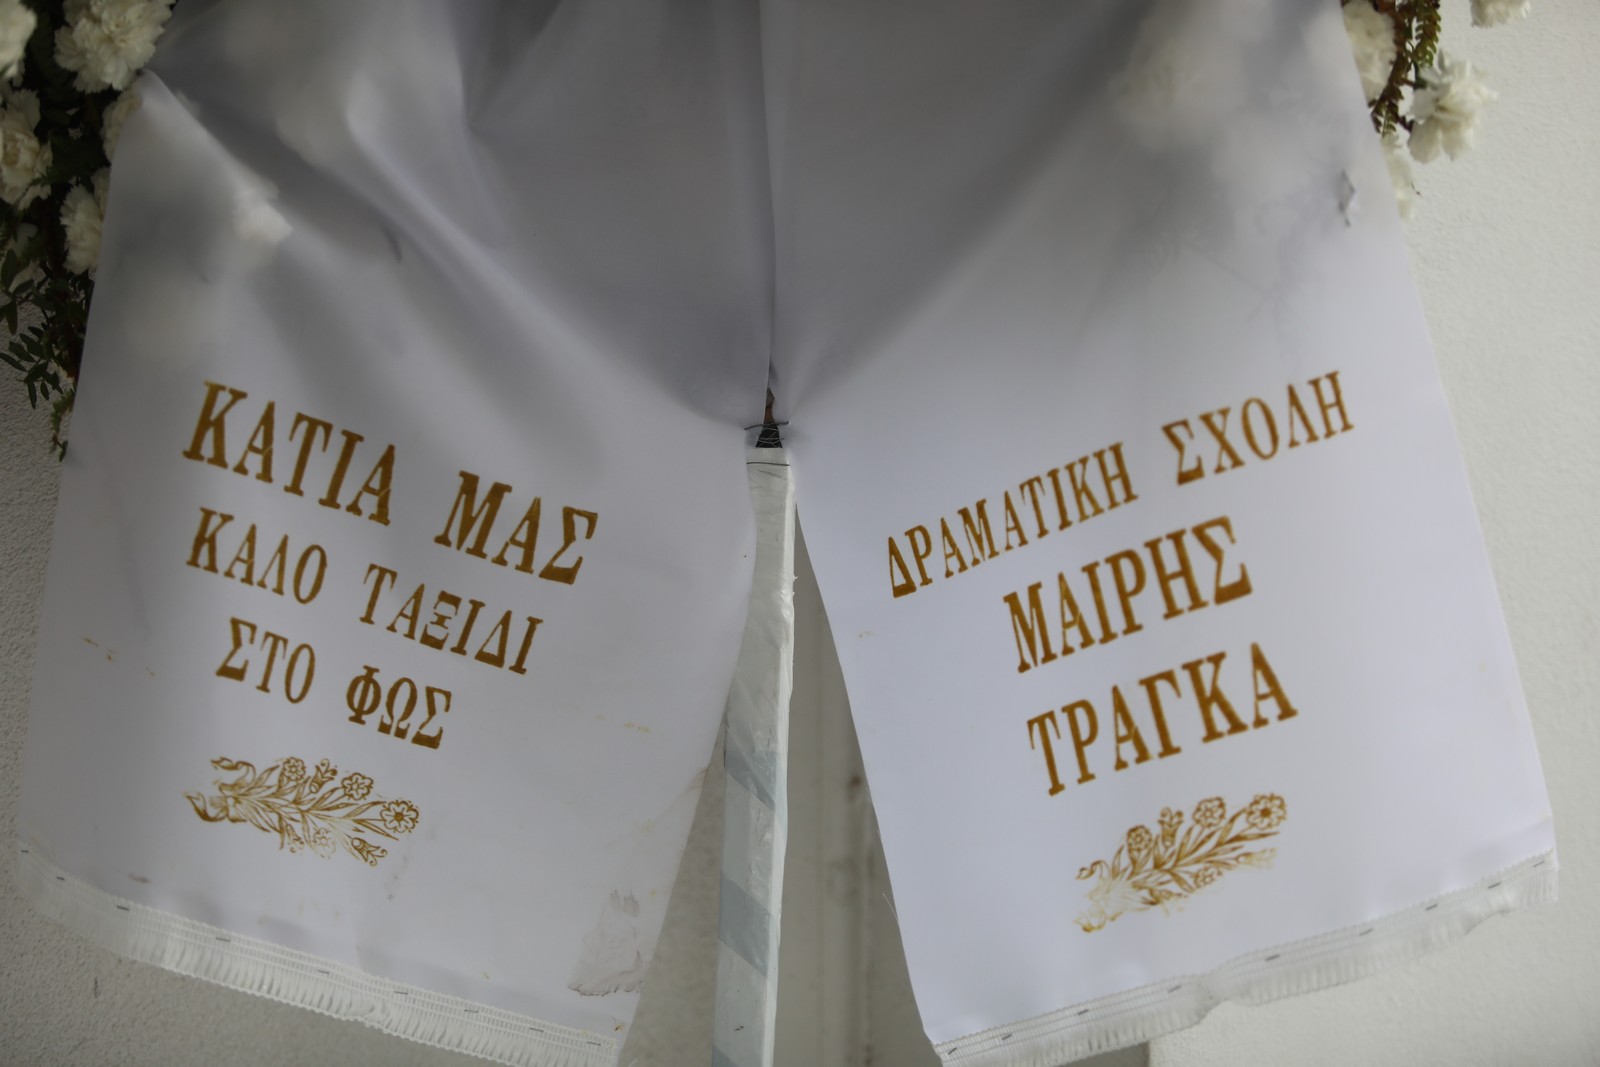 ΚΑΤΙΑ ΜΑΣ
ΚΑΛΟ ΤΑΞΙΔΙ
ΣΤΟ ΦΩΣ
ΔΡΑΜΑΤΙΚΗ ΣΧΟΛΗ
ΜΑΙΡΗΣ
ΤΡΑΓΚΑ